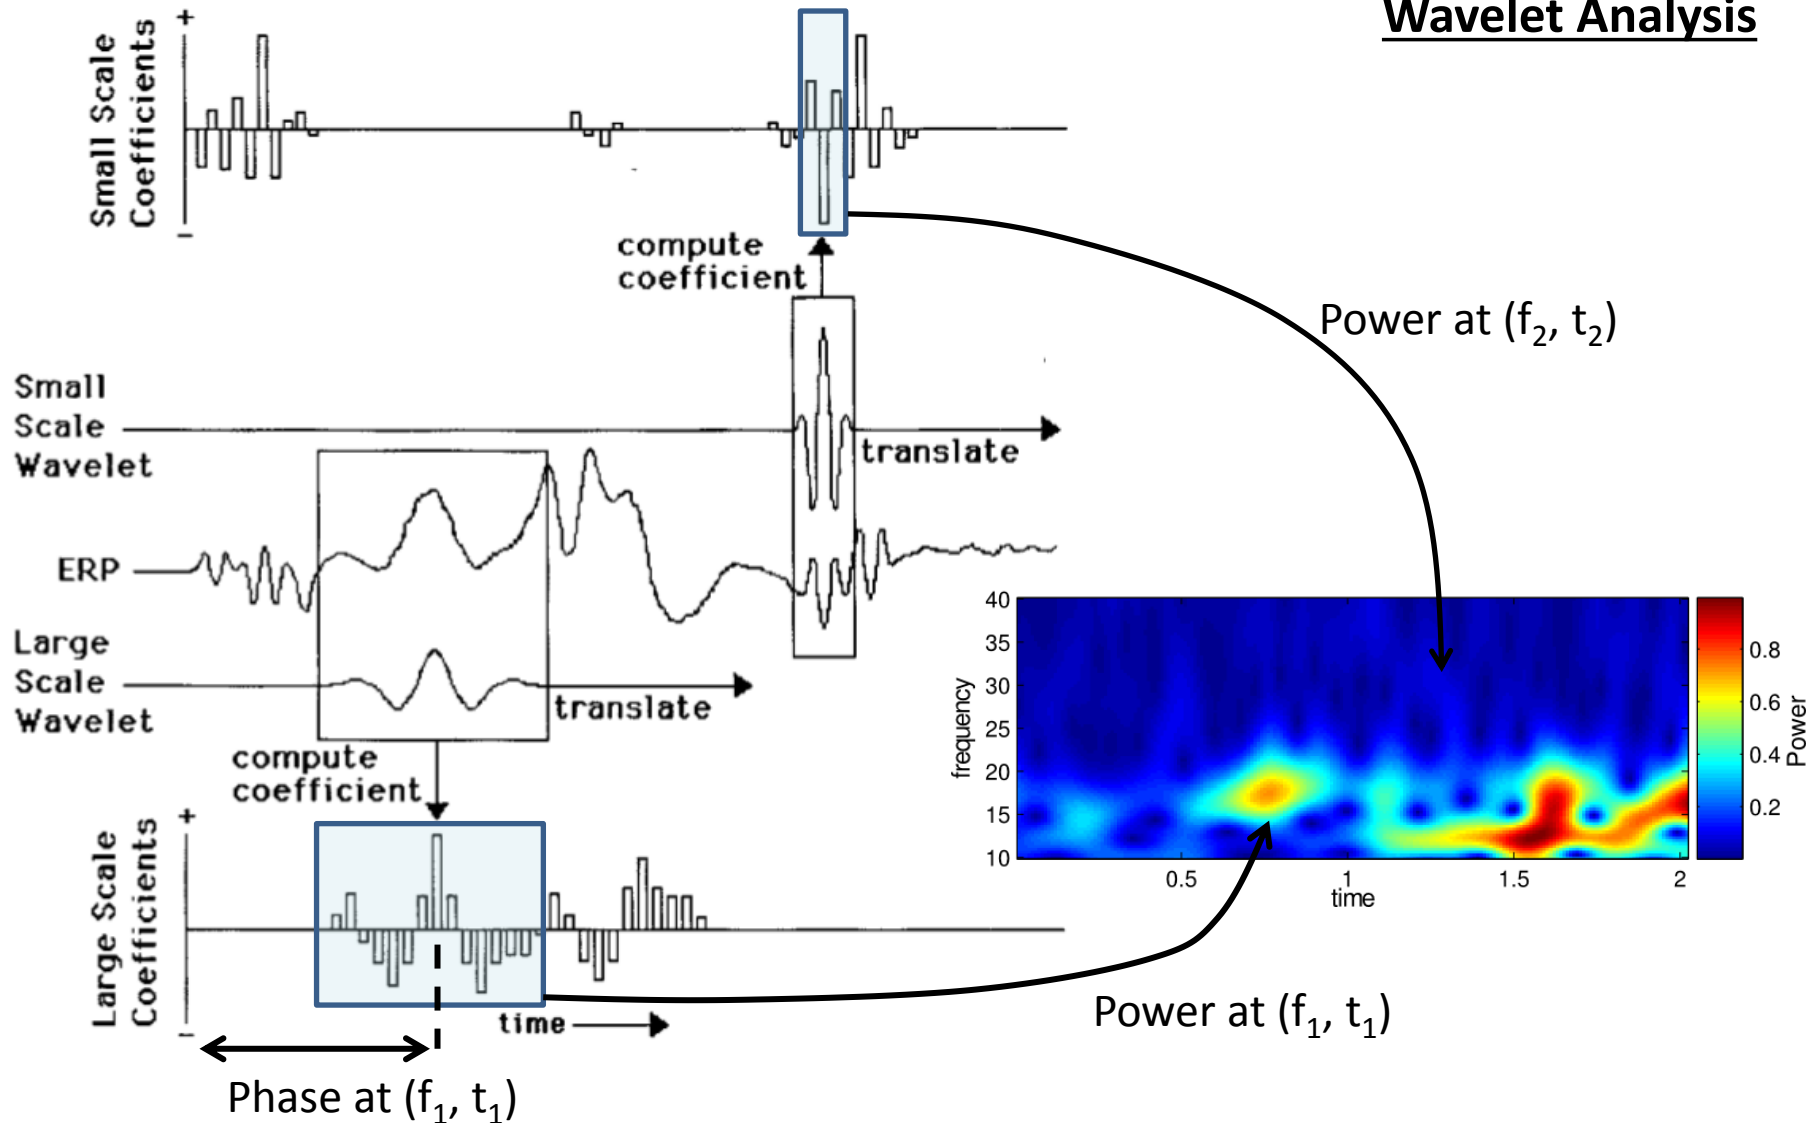 Wavelet Analysis
+
Small Scale
Coefficients
–
compute
coefficient
Power at (f₂, t₂)
Small
Scale
Wavelet
translate
ERP
Large
Scale
Wavelet
translate
compute
coefficient
40
35
30
25
20
15
10
frequency
0.5
1
1.5
2
time
0.8
0.6
0.4
0.2
Power
+
Large Scale
Coefficients
–
time
Power at (f₁, t₁)
Phase at (f₁, t₁)